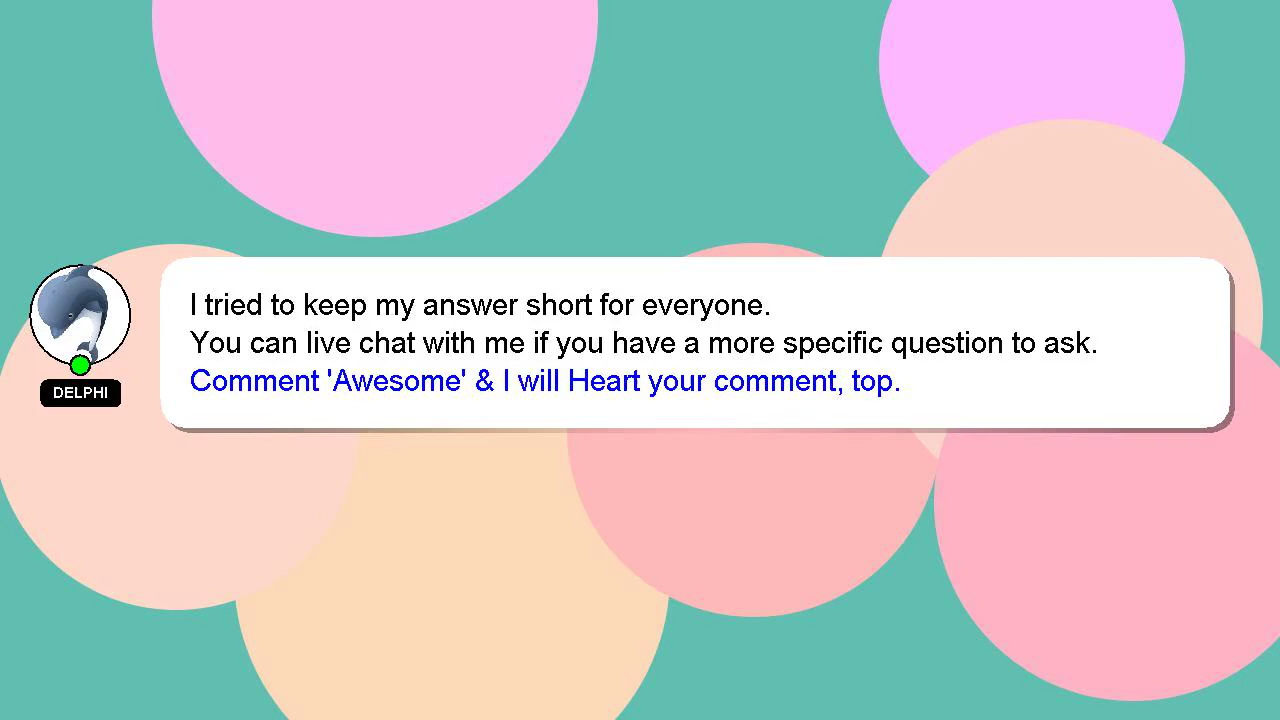 I tried to keep my answer short for everyone.
You can live chat with me if you have a more specific question to ask.
Comment 'Awesome' & I will Heart your comment, top.
DELPHI